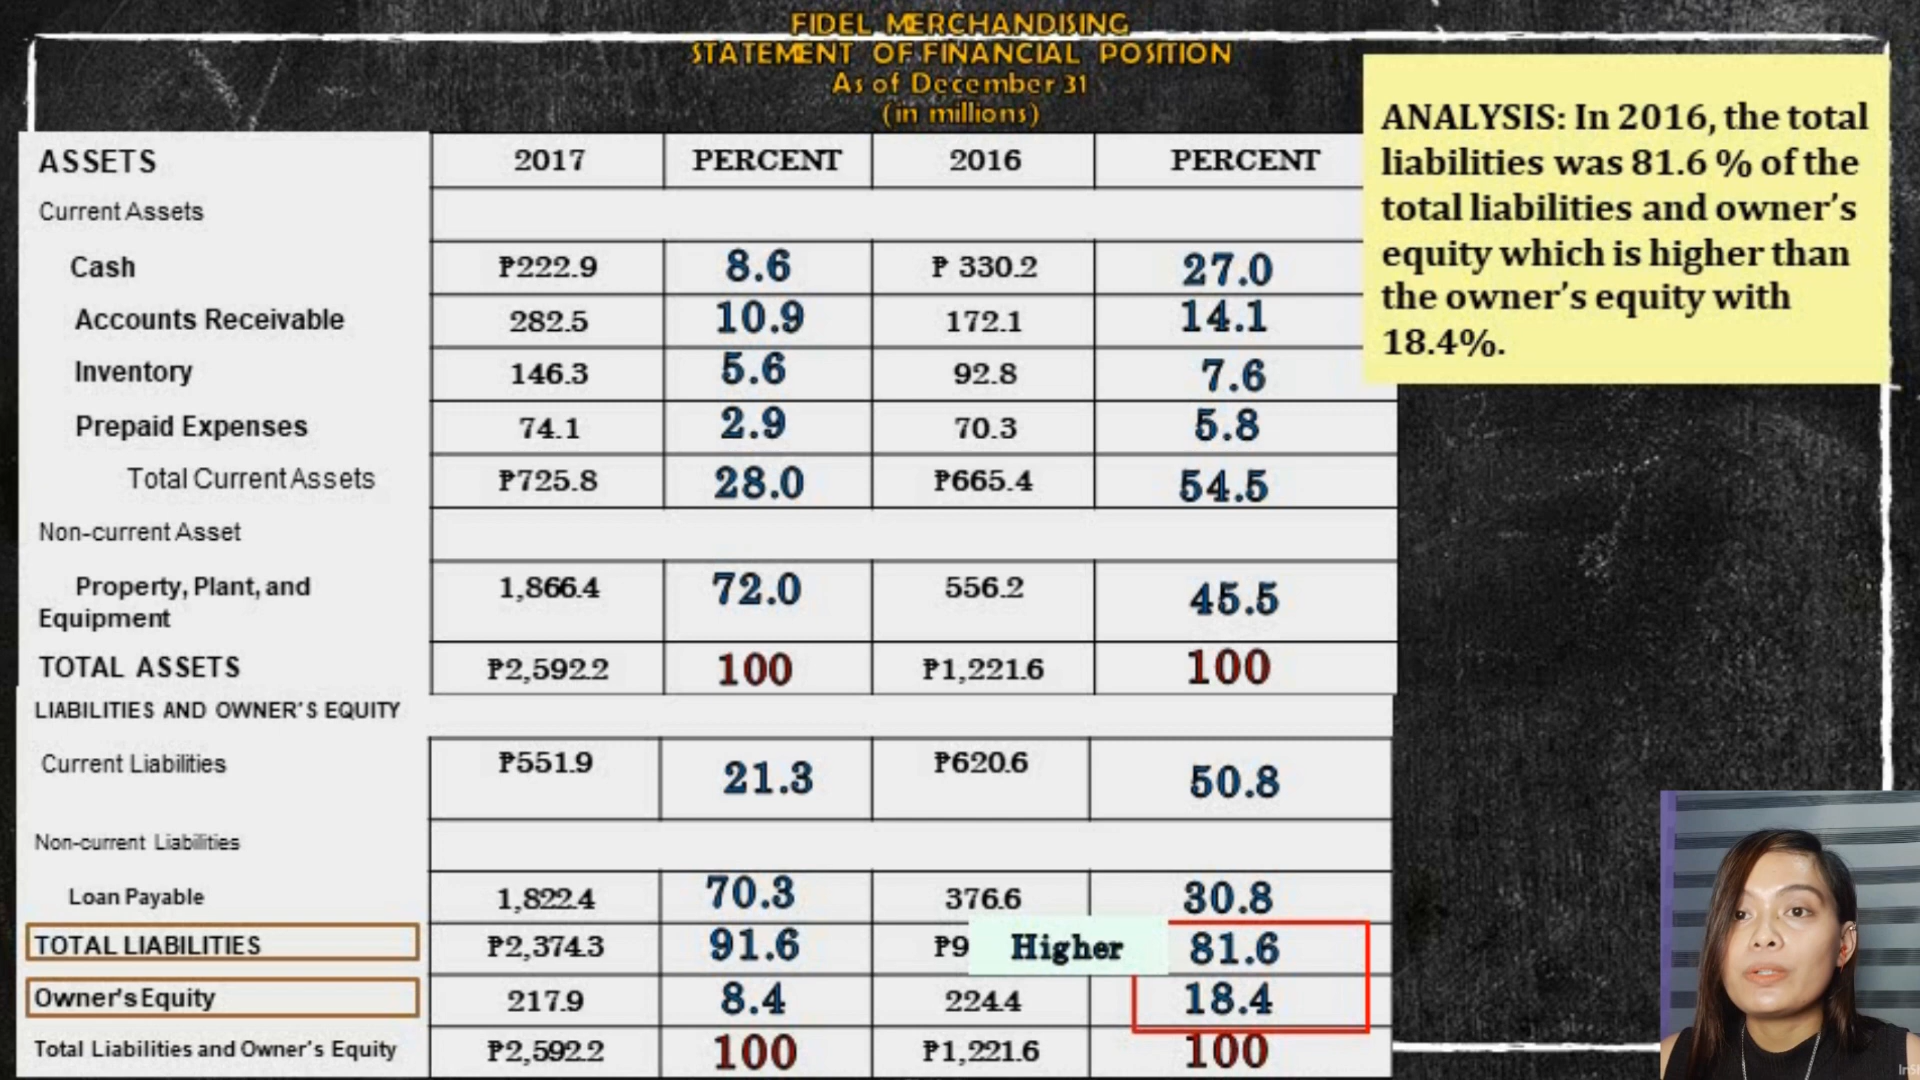 FIDEL MERCHANDISING
STATEMENT OF FINANCIAL POSITION
As of December 31
(in millions)
ANALYSIS: In 2016, the total
liabilities was 81.6 % of the
total liabilities and owner's
equity which is higher than
the owner's equity with
18.4%.
ASSETS 2017 PERCENT 2016 PERCENT
Current Assets
Cash ₱222.9 8.6 ₱ 330.2 27.0
Accounts Receivable 282.5 10.9 172.1 14.1
Inventory 146.3 5.6 92.8 7.6
Prepaid Expenses 74.1 2.9 70.3 5.8
Total Current Assets ₱725.8 28.0 ₱665.4 54.5
Non-current Asset
Property, Plant, and
Equipment 1,866.4 72.0 556.2 45.5
TOTAL ASSETS ₱2,592.2 100 ₱1,221.6 100
LIABILITIES AND OWNER'S EQUITY
Current Liabilities ₱551.9 21.3 ₱620.6 50.8
Non-current Liabilities
Loan Payable 1,822.4 70.3 376.6 30.8
TOTAL LIABILITIES ₱2,374.3 91.6 ₱9 Higher 81.6
Owner's Equity 217.9 8.4 224.4 18.4
Total Liabilities and Owner's Equity ₱2,592.2 100 ₱1,221.6 100